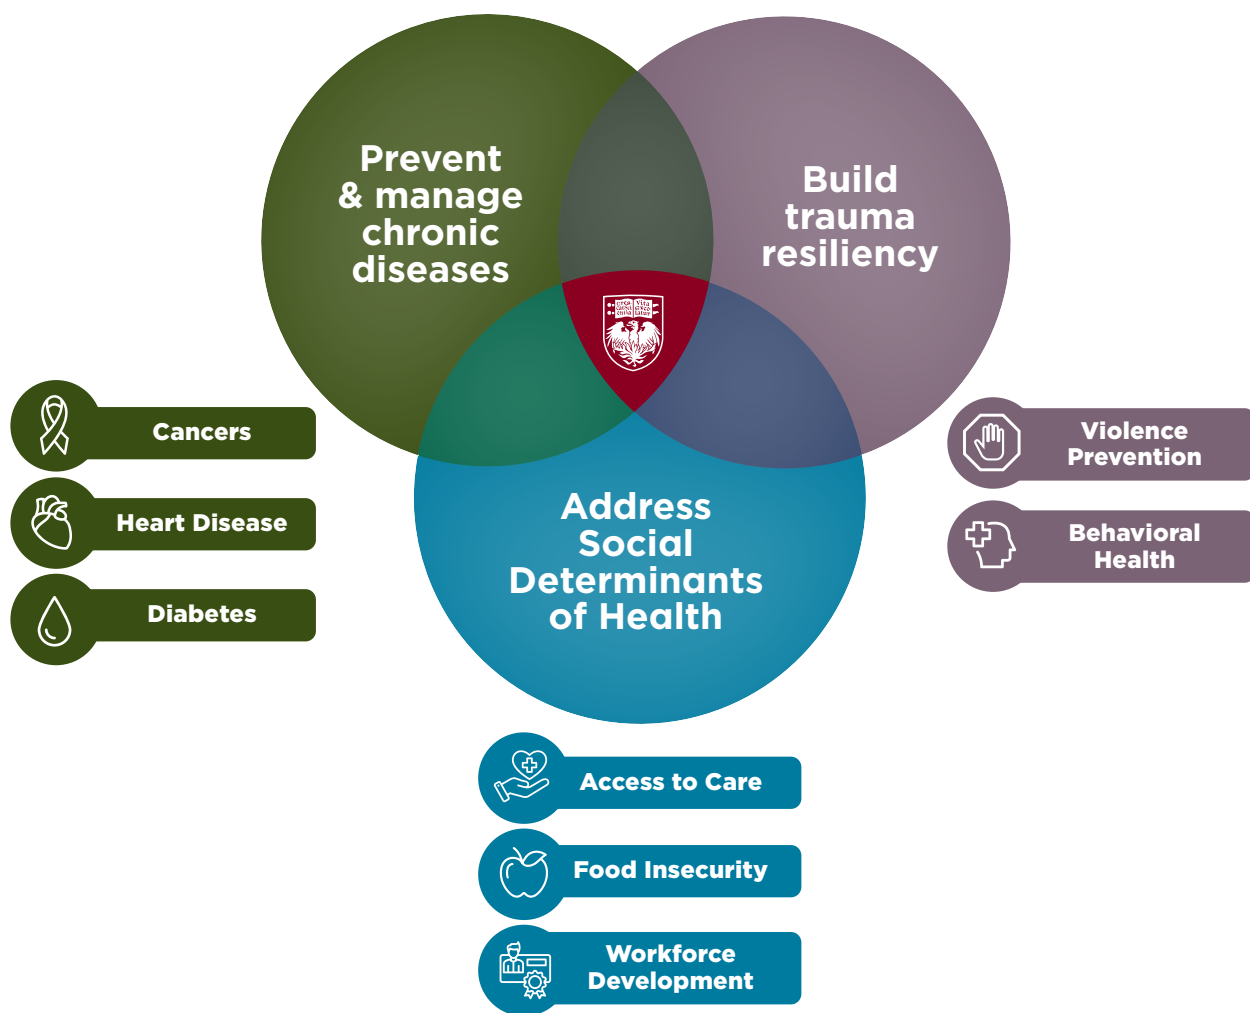 Prevent
& manage
chronic
diseases
Build
trauma
resiliency
Address
Social
Determinants
of Health
Cancers
Heart Disease
Diabetes
Violence
Prevention
Behavioral
Health
Access to Care
Food Insecurity
Workforce
Development